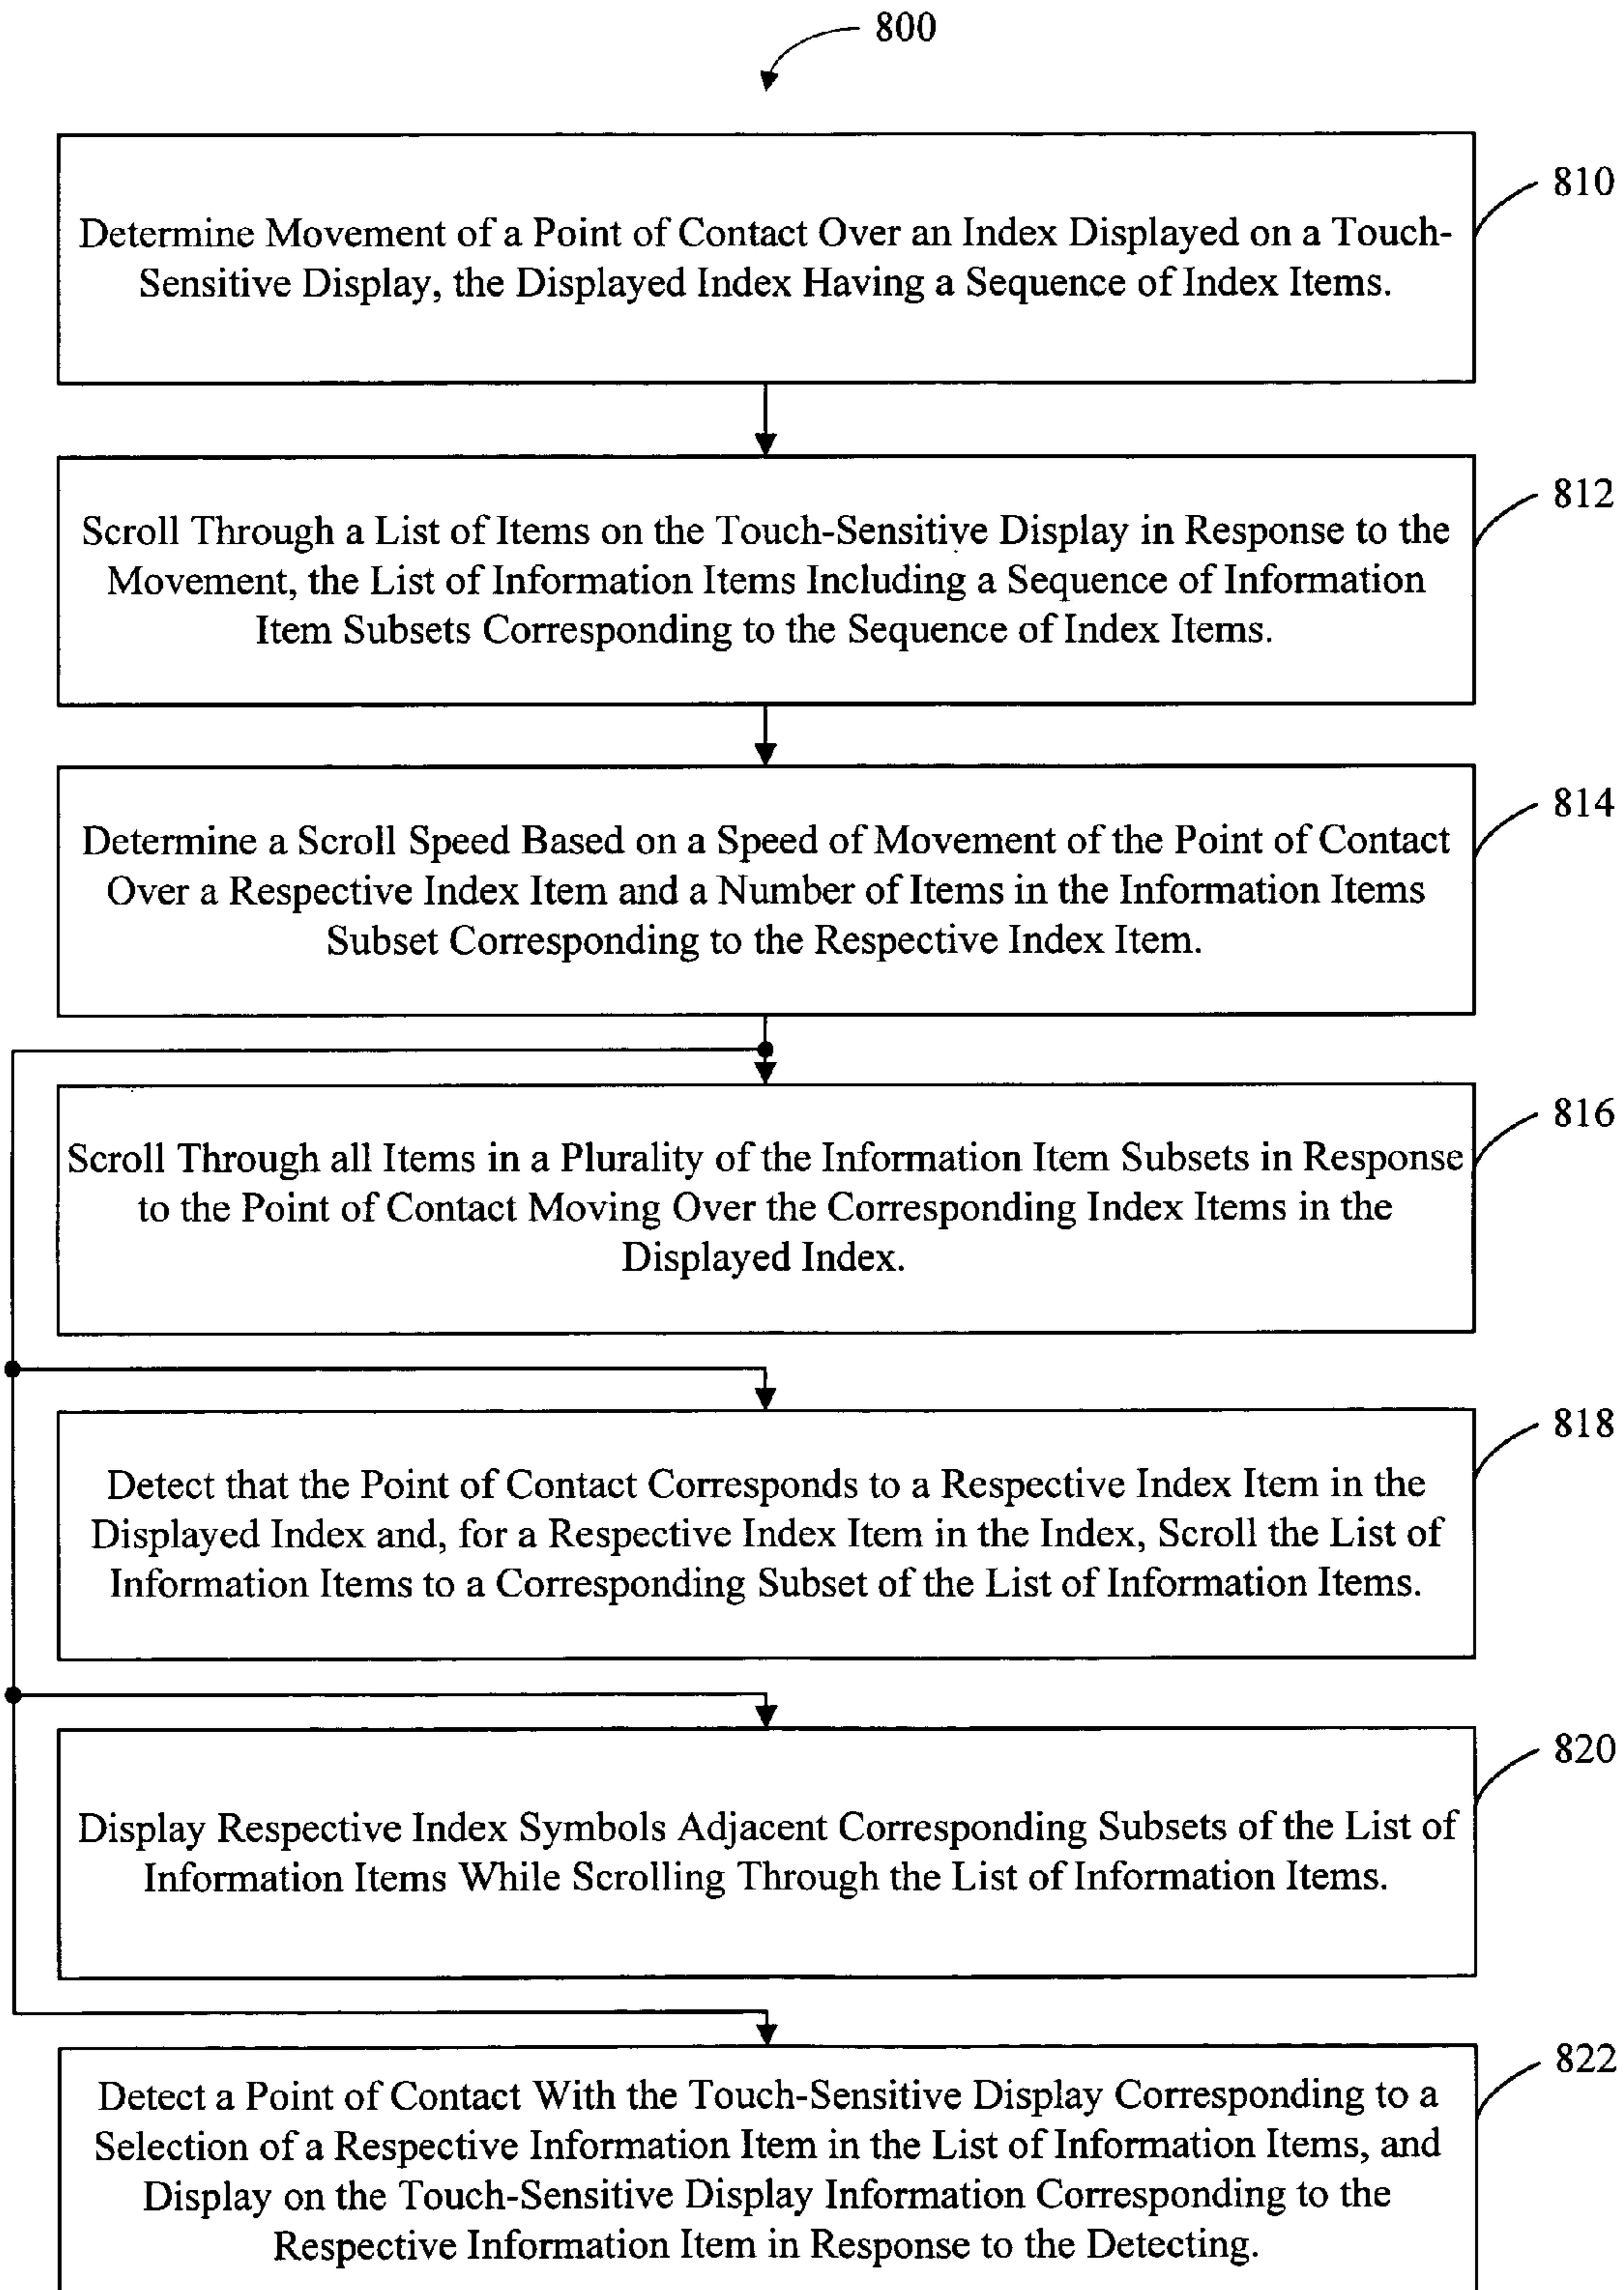 800
810
Determine Movement of a Point of Contact Over an Index Displayed on a Touch-
Sensitive Display, the Displayed Index Having a Sequence of Index Items.
812
Scroll Through a List of Items on the Touch-Sensitive Display in Response to the
Movement, the List of Information Items Including a Sequence of Information
Item Subsets Corresponding to the Sequence of Index Items.
814
Determine a Scroll Speed Based on a Speed of Movement of the Point of Contact
Over a Respective Index Item and a Number of Items in the Information Items
Subset Corresponding to the Respective Index Item.
816
Scroll Through all Items in a Plurality of the Information Item Subsets in Response
to the Point of Contact Moving Over the Corresponding Index Items in the
Displayed Index.
818
Detect that the Point of Contact Corresponds to a Respective Index Item in the
Displayed Index and, for a Respective Index Item in the Index, Scroll the List of
Information Items to a Corresponding Subset of the List of Information Items.
820
Display Respective Index Symbols Adjacent Corresponding Subsets of the List of
Information Items While Scrolling Through the List of Information Items.
822
Detect a Point of Contact With the Touch-Sensitive Display Corresponding to a
Selection of a Respective Information Item in the List of Information Items, and
Display on the Touch-Sensitive Display Information Corresponding to the
Respective Information Item in Response to the Detecting.